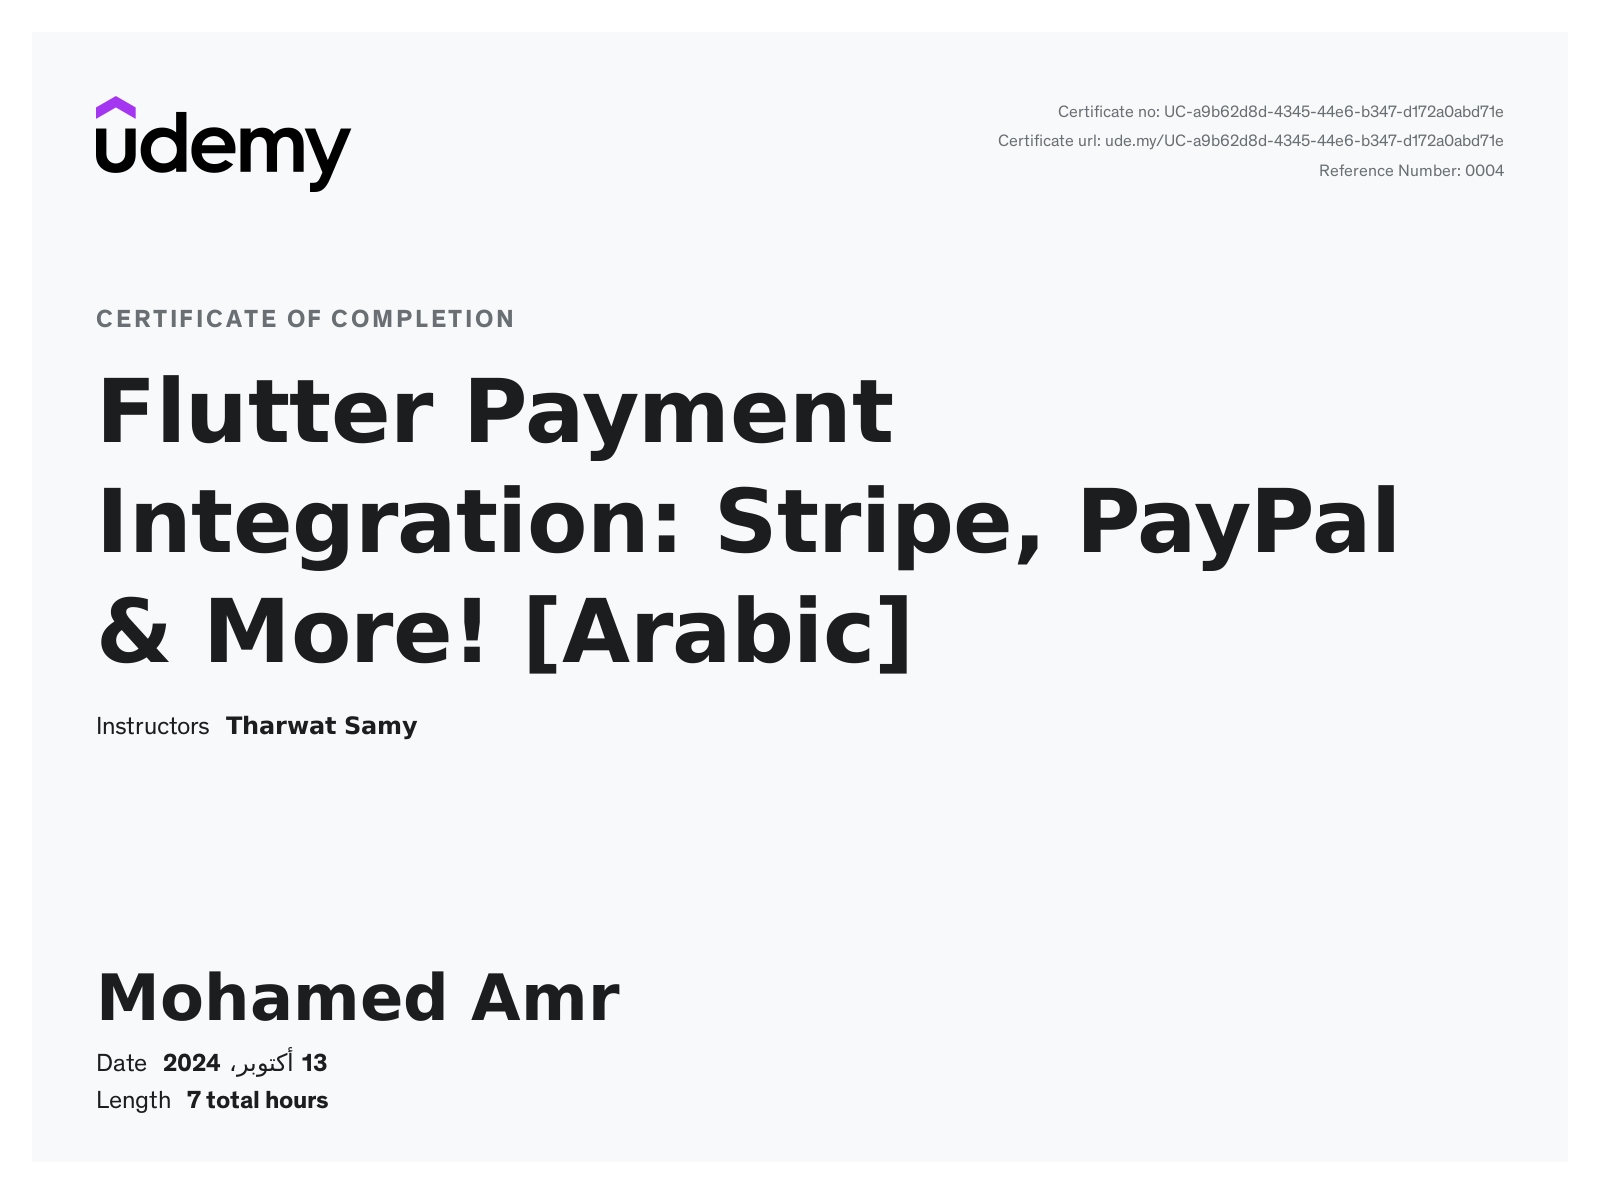 udemy
Certificate no: UC-a9b62d8d-4345-44e6-b347-d172a0abd71e
Certificate url: ude.my/UC-a9b62d8d-4345-44e6-b347-d172a0abd71e
Reference Number: 0004
CERTIFICATE OF COMPLETION
Flutter Payment
Integration: Stripe, PayPal
& More! [Arabic]
Instructors Tharwat Samy
Mohamed Amr
Date 13 أكتوبر، 2024
Length 7 total hours